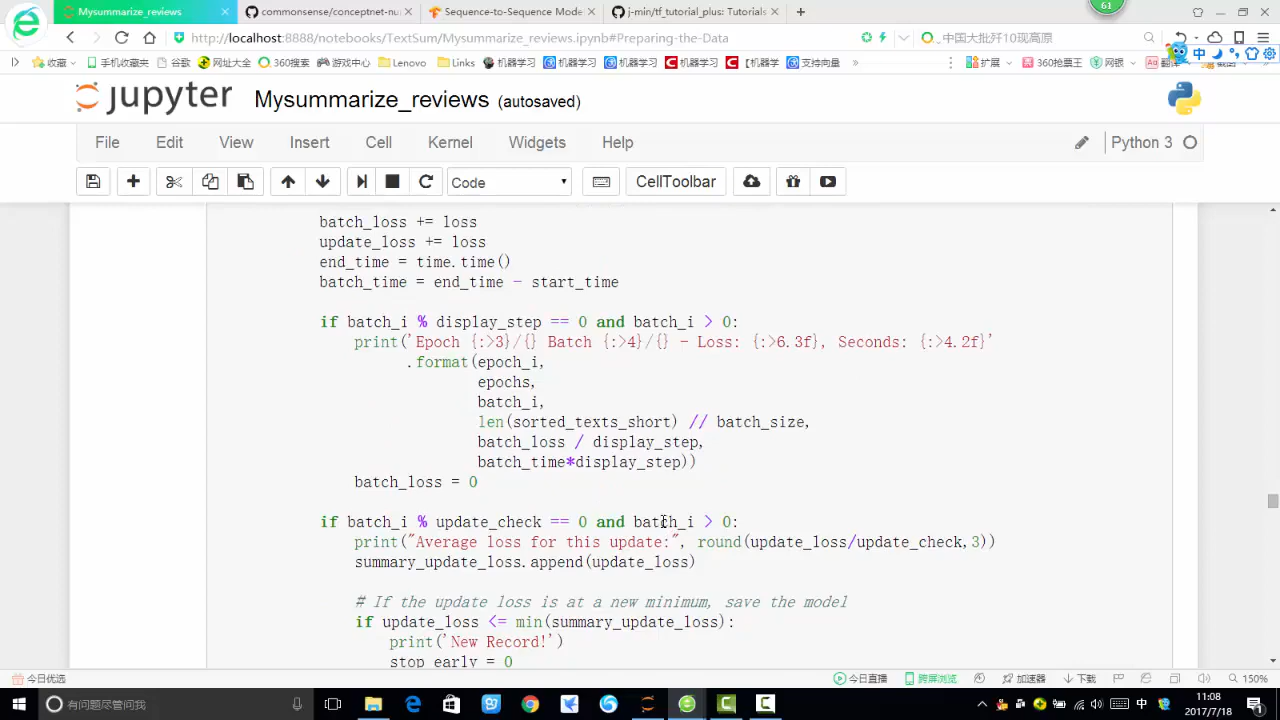 Mysummarize_reviews
commonsense/conceptnet-nu
Sequence-to-Sequence Mode
j-min/tf_tutorial_plus: Tutorials
61
http://localhost:8888/notebooks/TextSum/Mysummarize_reviews.ipynb#Preparing-the-Data
中国大批歼10现高原
收藏 手机收藏夹 谷歌 网址大全 360搜索 游戏中心 Lenovo Links 机器学习 机器学习 机器学习 机器学习 【机器学 支持向量 » 扩展 360抢票王 网银
中
jupyter Mysummarize_reviews (autosaved)
File Edit View Insert Cell Kernel Widgets Help Python 3
Code CellToolbar
batch_loss += loss
update_loss += loss
end_time = time.time()
batch_time = end_time - start_time
if batch_i % display_step == 0 and batch_i > 0:
print('Epoch {:>3}/{} Batch {:>4}/{} - Loss: {:>6.3f}, Seconds: {:>4.2f}'
.format(epoch_i,
epochs,
batch_i,
len(sorted_texts_short) // batch_size,
batch_loss / display_step,
batch_time*display_step))
batch_loss = 0
if batch_i % update_check == 0 and batch_i > 0:
print("Average loss for this update:", round(update_loss/update_check,3))
summary_update_loss.append(update_loss)
# If the update loss is at a new minimum, save the model
if update_loss <= min(summary_update_loss):
print('New Record!')
stop_early = 0
今日优选 今日直播 跨屏浏览 加速器 下载 150%
有问题尽管问我 中 11:08
2017/7/18